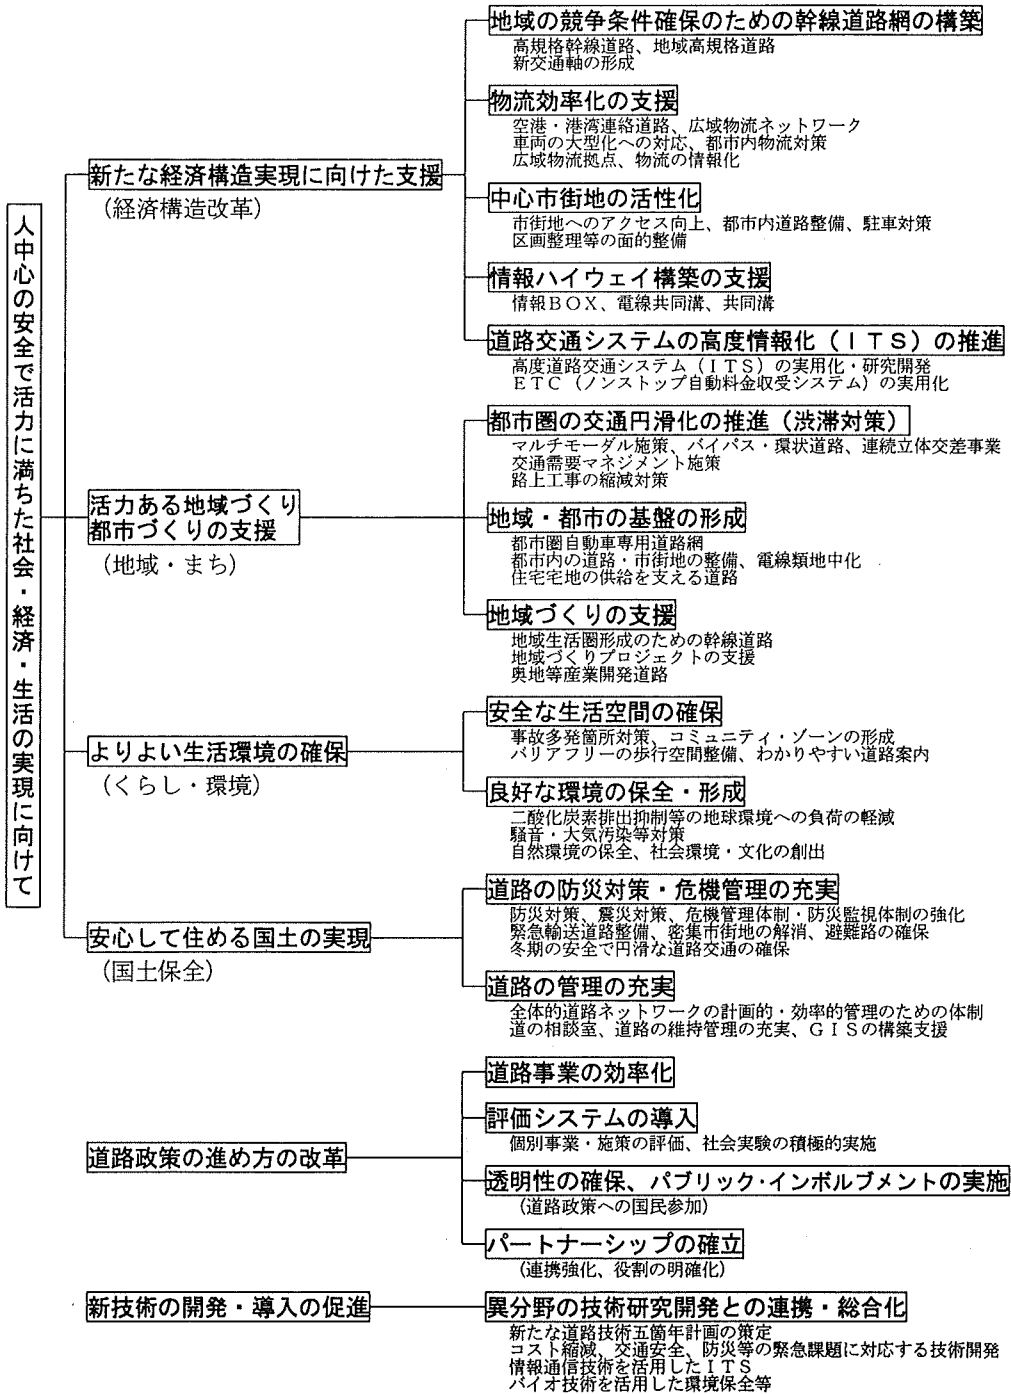 人中心の安全で活力に満ちた社会・経済・生活の実現に向けて
新たな経済構造実現に向けた支援
（経済構造改革）
地域の競争条件確保のための幹線道路網の構築
高規格幹線道路、地域高規格道路
新交通軸の形成
物流効率化の支援
空港・港湾連絡道路、広域物流ネットワーク
車両の大型化への対応、都市内物流対策
広域物流拠点、物流の情報化
中心市街地の活性化
市街地へのアクセス向上、都市内道路整備、駐車対策
区画整理等の面的整備
情報ハイウェイ構築の支援
情報ＢＯＸ、電線共同溝、共同溝
道路交通システムの高度情報化（ＩＴＳ）の推進
高度道路交通システム（ＩＴＳ）の実用化・研究開発
ＥＴＣ（ノンストップ自動料金収受システム）の実用化
活力ある地域づくり
都市づくりの支援
（地域・まち）
都市圏の交通円滑化の推進（渋滞対策）
マルチモーダル施策、バイパス・環状道路、連続立体交差事業
交通需要マネジメント施策
路上工事の縮減対策
地域・都市の基盤の形成
都市圏自動車専用道路網
都市内の道路・市街地の整備、電線類地中化
住宅宅地の供給を支える道路
地域づくりの支援
地域生活圏形成のための幹線道路
地域づくりプロジェクトの支援
奥地等産業開発道路
よりよい生活環境の確保
（くらし・環境）
安全な生活空間の確保
事故多発箇所対策、コミュニティ・ゾーンの形成
バリアフリーの歩行空間整備、わかりやすい道路案内
良好な環境の保全・形成
二酸化炭素排出抑制等の地球環境への負荷の軽減
騒音・大気汚染等対策
自然環境の保全、社会環境・文化の創出
安心して住める国土の実現
（国土保全）
道路の防災対策・危機管理の充実
防災対策、震災対策、危機管理体制・防災監視体制の強化
緊急輸送道路整備、密集市街地の解消、避難路の確保
冬期の安全で円滑な道路交通の確保
道路の管理の充実
全体的道路ネットワークの計画的・効率的管理のための体制
道の相談室、道路の維持管理の充実、ＧＩＳの構築支援
道路政策の進め方の改革
道路事業の効率化
評価システムの導入
個別事業・施策の評価、社会実験の積極的実施
透明性の確保、パブリック・インボルブメントの実施
（道路政策への国民参加）
パートナーシップの確立
（連携強化、役割の明確化）
新技術の開発・導入の促進
異分野の技術研究開発との連携・総合化
新たな道路技術五箇年計画の策定
コスト縮減、交通安全、防災等の緊急課題に対応する技術開発
情報通信技術を活用したＩＴＳ
バイオ技術を活用した環境保全等